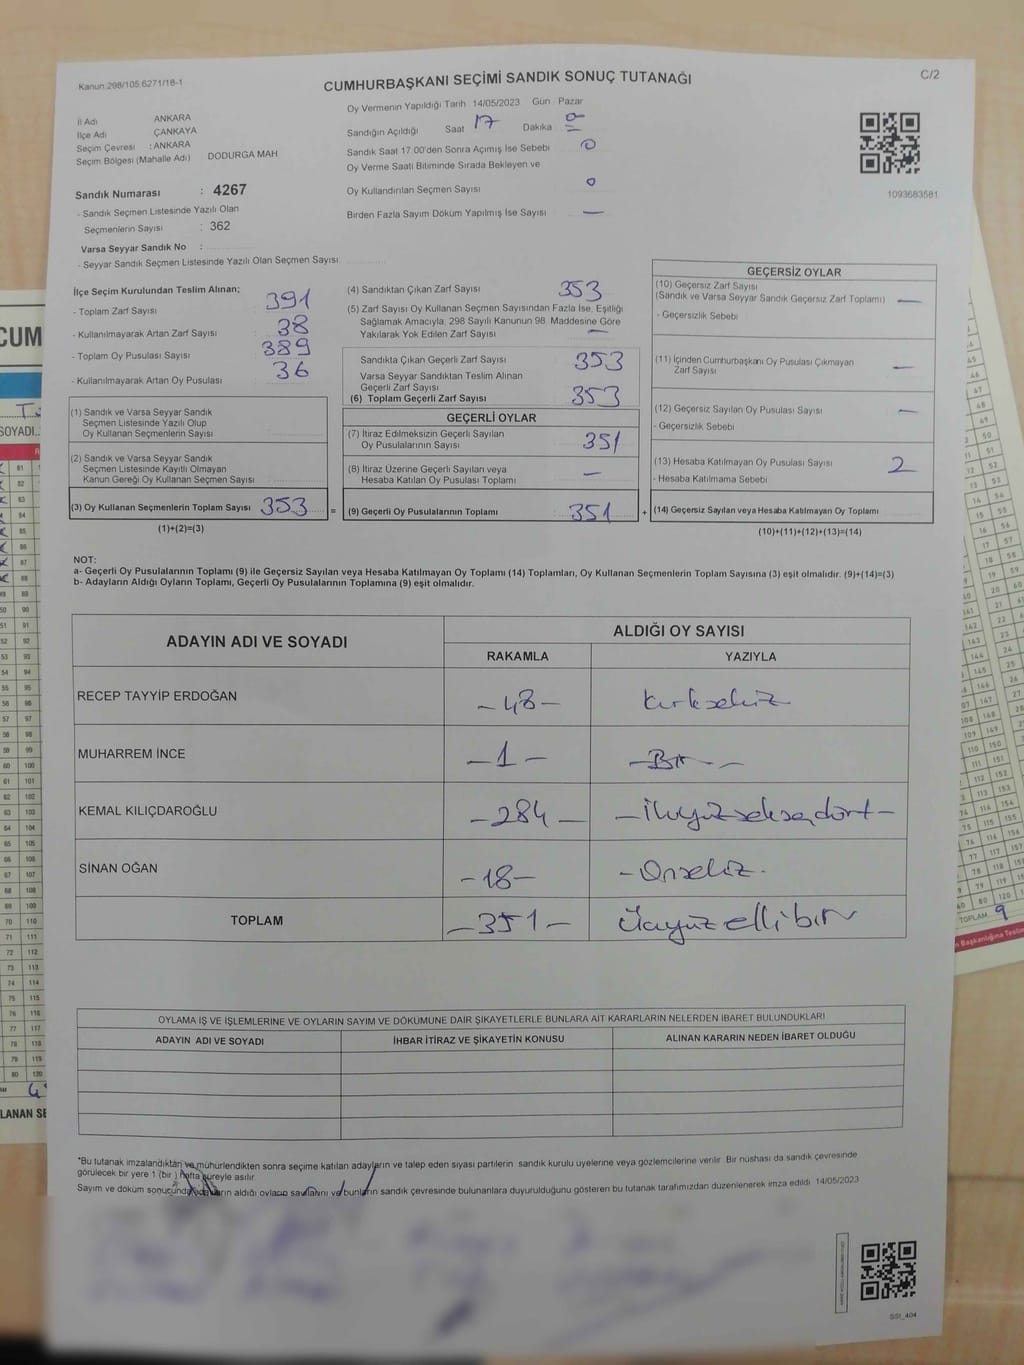 Kanun.298/105.6271/18-1
CUMHURBAŞKANI SEÇİMİ SANDIK SONUÇ TUTANAĞI
C/2
İl Adı ANKARA
İlçe Adı ÇANKAYA
Seçim Çevresi : ANKARA
Seçim Bölgesi (Mahalle Adı) DODURGA MAH
Sandık Numarası : 4267
- Sandık Seçmen Listesinde Yazılı Olan
Seçmenlerin Sayısı : 362
Varsa Seyyar Sandık No :
- Seyyar Sandık Seçmen Listesinde Yazılı Olan Seçmen Sayısı
Oy Vermenin Yapıldığı Tarih 14/05/2023 Gün Pazar
Sandığın Açıldığı Saat 17 Dakika 0
Sandık Saat 17.00'den Sonra Açımış İse Sebebi 0
Oy Verme Saati Bitiminde Sırada Bekleyen ve
Oy Kullandırılan Seçmen Sayısı 0
Birden Fazla Sayım Döküm Yapılmış İse Sayısı —
1093683581
İlçe Seçim Kurulundan Teslim Alınan;
- Toplam Zarf Sayısı 391
- Kullanılmayarak Artan Zarf Sayısı 38
- Toplam Oy Pusulası Sayısı 389
- Kullanılmayarak Artan Oy Pusulası 36
(1) Sandık ve Varsa Seyyar Sandık
Seçmen Listesinde Yazılı Olup
Oy Kullanan Seçmenlerin Sayısı
(2) Sandık ve Varsa Seyyar Sandık
Seçmen Listesinde Kayıtlı Olmayan
Kanun Gereği Oy Kullanan Seçmen Sayısı
(3) Oy Kullanan Seçmenlerin Toplam Sayısı 353 =
(1)+(2)=(3)
(4) Sandıktan Çıkan Zarf Sayısı 353
(5) Zarf Sayısı Oy Kullanan Seçmen Sayısından Fazla İse, Eşitliği
Sağlamak Amacıyla, 298 Sayılı Kanunun 98. Maddesine Göre
Yakılarak Yok Edilen Zarf Sayısı —
Sandıkta Çıkan Geçerli Zarf Sayısı 353
Varsa Seyyar Sandıktan Teslim Alınan
Geçerli Zarf Sayısı
(6) Toplam Geçerli Zarf Sayısı 353
GEÇERLİ OYLAR
(7) İtiraz Edilmeksizin Geçerli Sayılan
Oy Pusulalarının Sayısı 351
(8) İtiraz Üzerine Geçerli Sayılan veya
Hesaba Katılan Oy Pusulası Toplamı —
(9) Geçerli Oy Pusulalarının Toplamı 351 +
GEÇERSİZ OYLAR
(10) Geçersiz Zarf Sayısı
(Sandık ve Varsa Seyyar Sandık Geçersiz Zarf Toplamı) —
- Geçersizlik Sebebi
(11) İçinden Cumhurbaşkanı Oy Pusulası Çıkmayan
Zarf Sayısı —
(12) Geçersiz Sayılan Oy Pusulası Sayısı —
- Geçersizlik Sebebi
(13) Hesaba Katılmayan Oy Pusulası Sayısı 2
- Hesaba Katılmama Sebebi
(14) Geçersiz Sayılan veya Hesaba Katılmayan Oy Toplamı
(10)+(11)+(12)+(13)=(14)
NOT:
a- Geçerli Oy Pusulalarının Toplamı (9) ile Geçersiz Sayılan veya Hesaba Katılmayan Oy Toplamı (14) Toplamları, Oy Kullanan Seçmenlerin Toplam Sayısına (3) eşit olmalıdır. (9)+(14)=(3)
b- Adayların Aldığı Oyların Toplamı, Geçerli Oy Pusulalarının Toplamına (9) eşit olmalıdır.
ADAYIN ADI VE SOYADI
ALDIĞI OY SAYISI
RAKAMLA YAZIYLA
RECEP TAYYİP ERDOĞAN -48- kırksekiz
MUHARREM İNCE -1- -Bir-
KEMAL KILIÇDAROĞLU -284- -İkiyüzseksendört-
SİNAN OĞAN -18- -Onsekiz-
TOPLAM -351- Üçyüzellibir
OYLAMA İŞ VE İŞLEMLERİNE VE OYLARIN SAYIM VE DÖKÜMÜNE DAİR ŞİKAYETLERLE BUNLARA AİT KARARLARIN NELERDEN İBARET BULUNDUKLARI
ADAYIN ADI VE SOYADI İHBAR İTİRAZ VE ŞİKAYETİN KONUSU ALINAN KARARIN NEDEN İBARET OLDUĞU
*Bu tutanak imzalandıktan ve mühürlendikten sonra seçime katılan adayların ve talep eden siyasi partilerin sandık kurulu üyelerine veya gözlemcilerine verilir. Bir nüshası da sandık çevresinde
görülecek bir yere 1 (bir) hafta süreyle asılır.
Sayım ve döküm sonucunda adayların aldığı oyların sayılarını ve bunların sandık çevresinde bulunanlara duyurulduğunu gösteren bu tutanak tarafımızdan düzenlenerek imza edildi. 14/05/2023
SSI_404